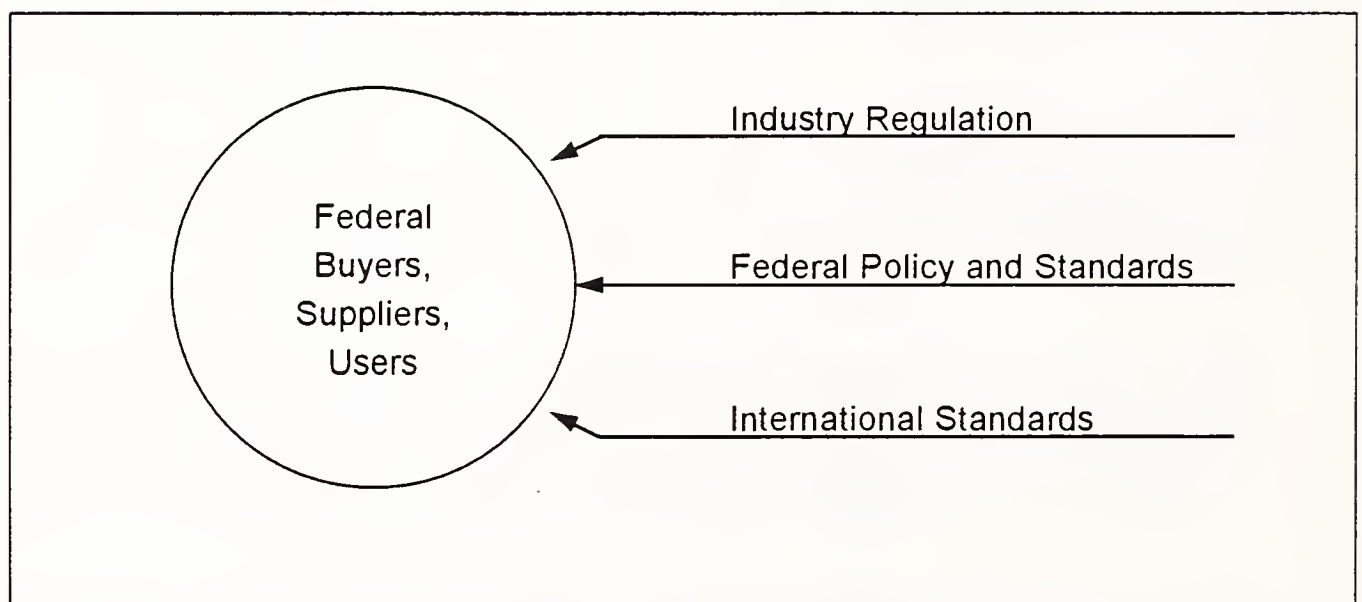 Federal
Buyers,
Suppliers,
Users
Industry Regulation
Federal Policy and Standards
International Standards